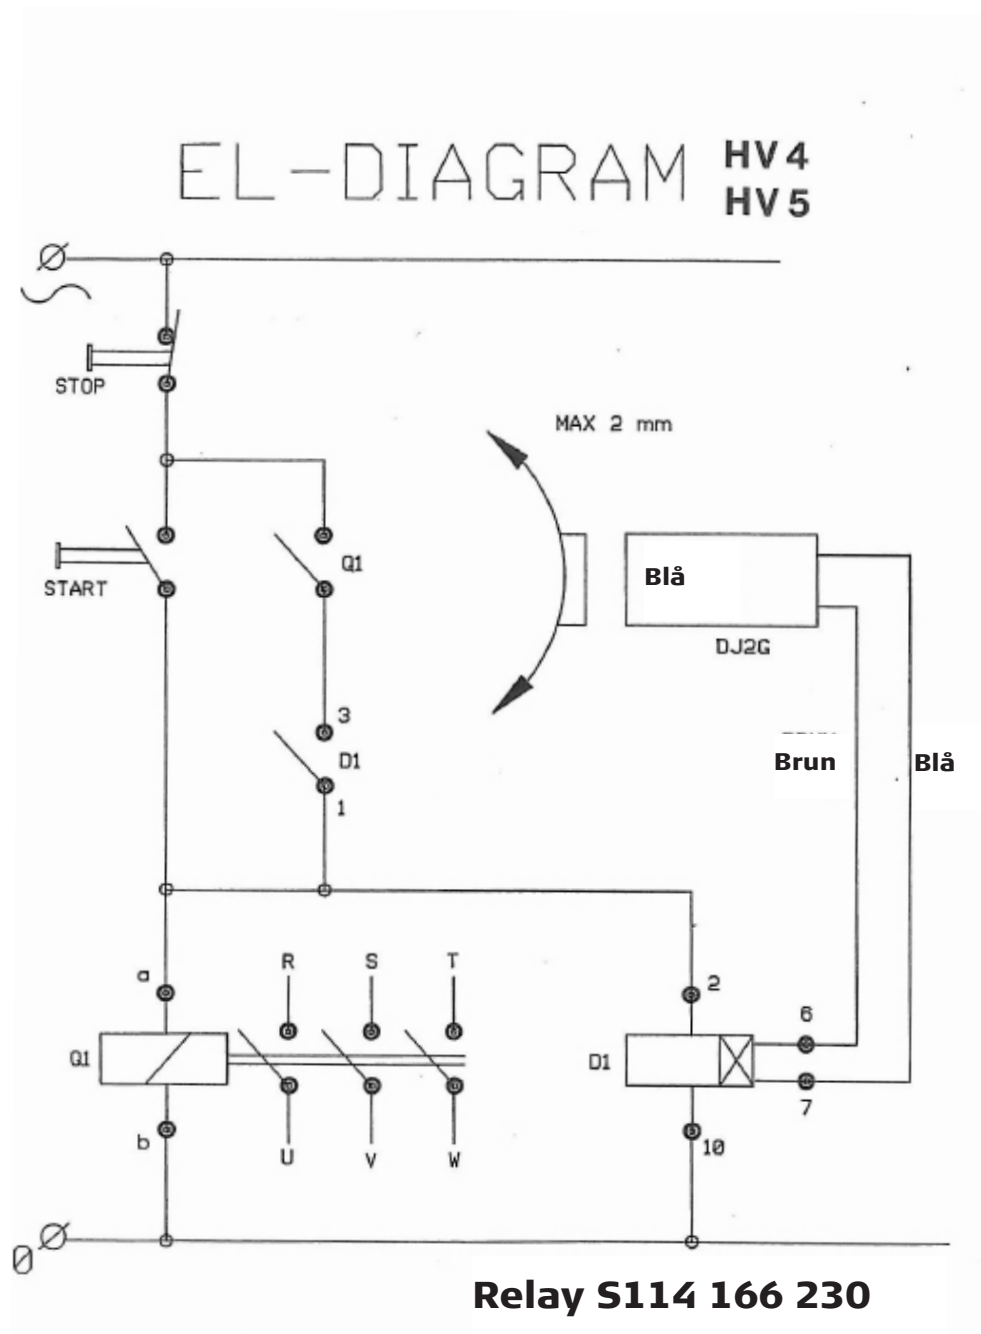 EL-DIAGRAM HV4
HV5
STOP
MAX 2 mm
START
Q1
Blå
DJ2G
3
D1
1
Brun
Blå
a
R S T
2
6
Q1
D1
7
b
U V W
10
0
Relay S114 166 230